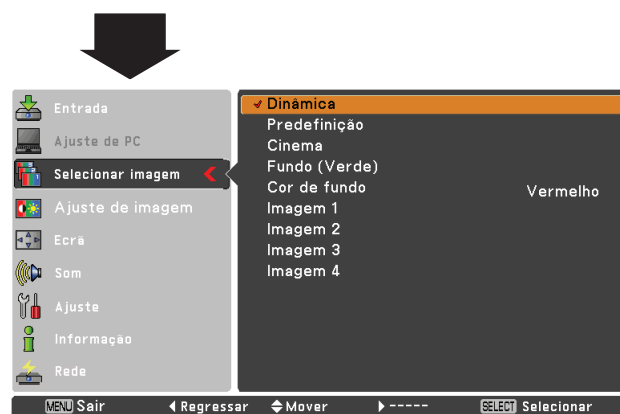 Entrada
Ajuste de PC
Selecionar imagem
Ajuste de imagem
Ecrã
Som
Ajuste
Informação
Rede
Dinâmica
Predefinição
Cinema
Fundo (Verde)
Cor de fundo Vermelho
Imagem 1
Imagem 2
Imagem 3
Imagem 4
MENU Sair Regressar Mover ----- SELECT Selecionar